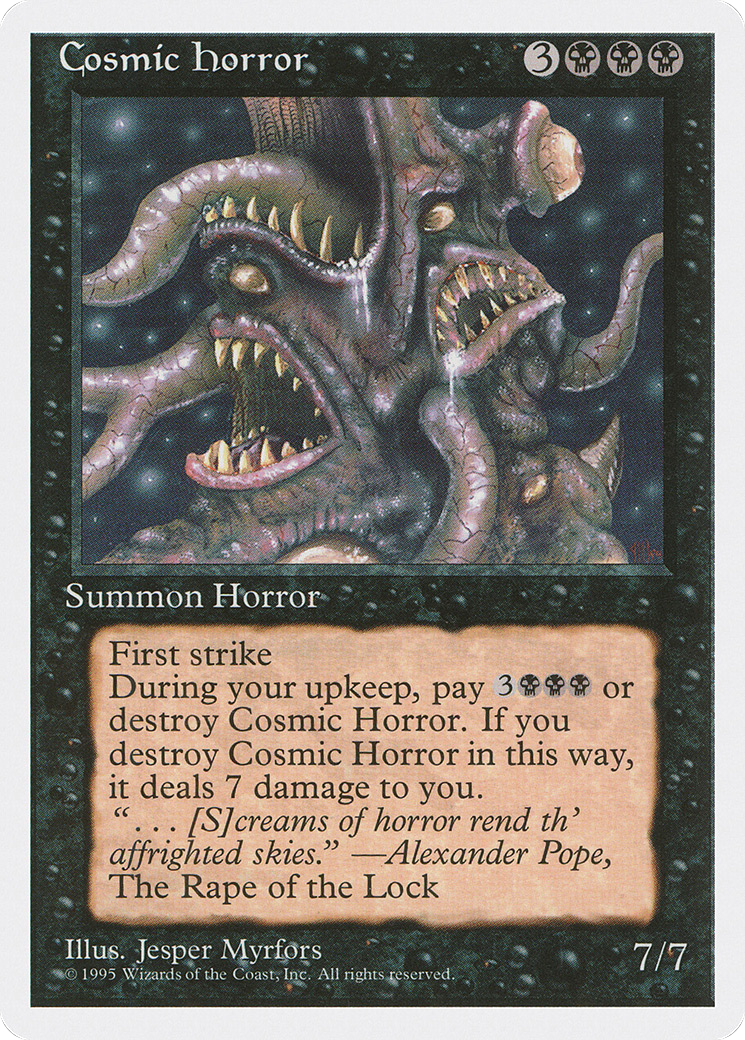 Cosmic Horror 3
Summon Horror
First strike
During your upkeep, pay 3 or
destroy Cosmic Horror. If you
destroy Cosmic Horror in this way,
it deals 7 damage to you.
“ . . . [S]creams of horror rend th’
affrighted skies.” —Alexander Pope,
The Rape of the Lock
Illus. Jesper Myrfors
7/7
© 1995 Wizards of the Coast, Inc. All rights reserved.